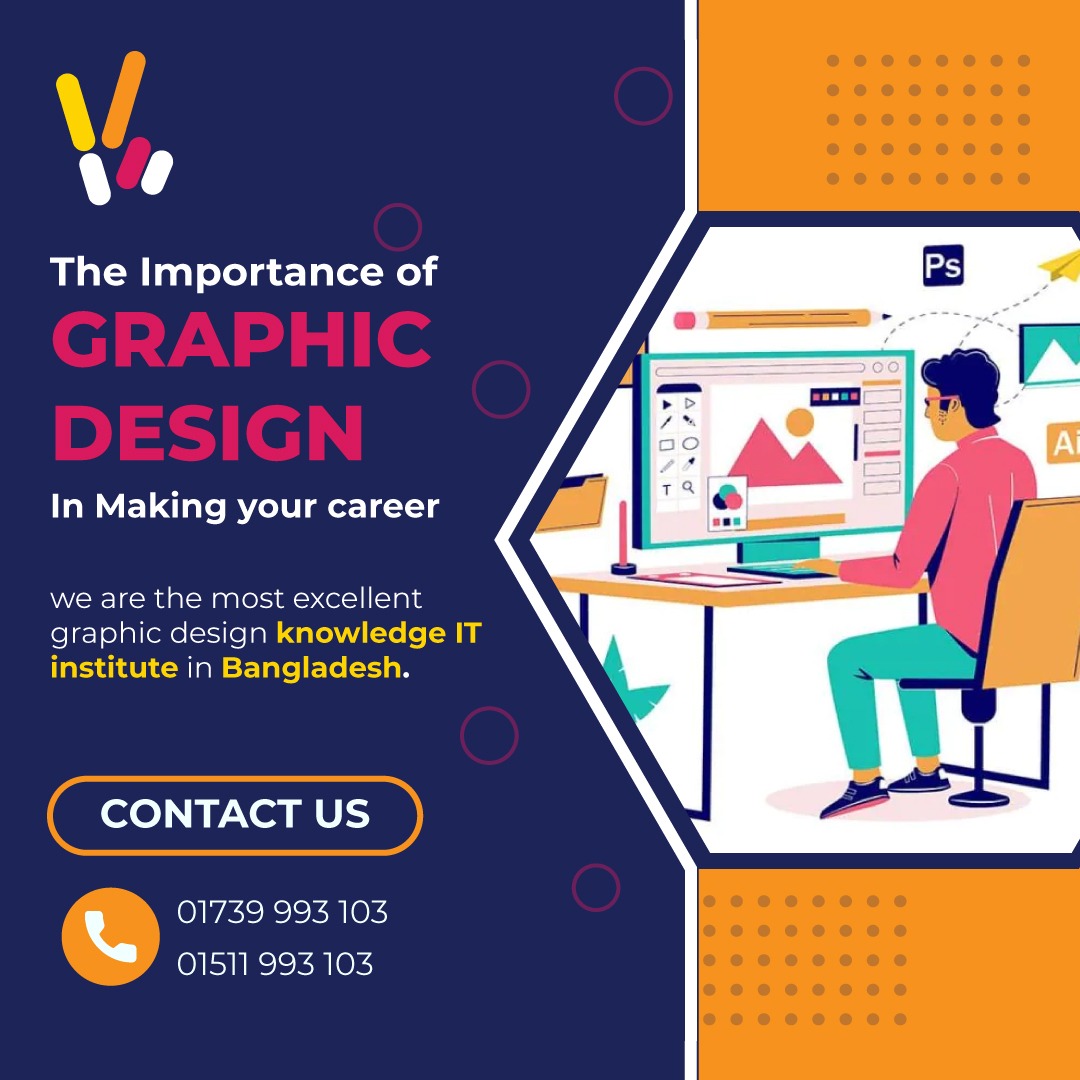 The Importance of
GRAPHIC
DESIGN
In Making your career
we are the most excellent
graphic design knowledge IT
institute in Bangladesh.
CONTACT US
01739 993 103
01511 993 103
Ps
Ai
T